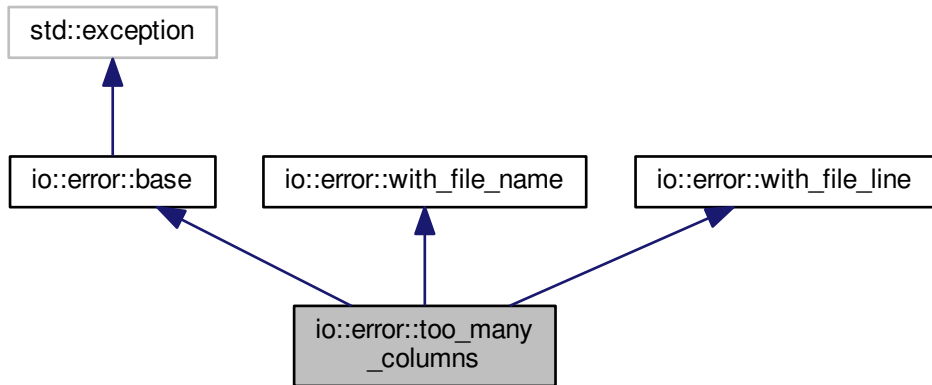 std::exception
io::error::base
io::error::with_file_name
io::error::with_file_line
io::error::too_many
_columns